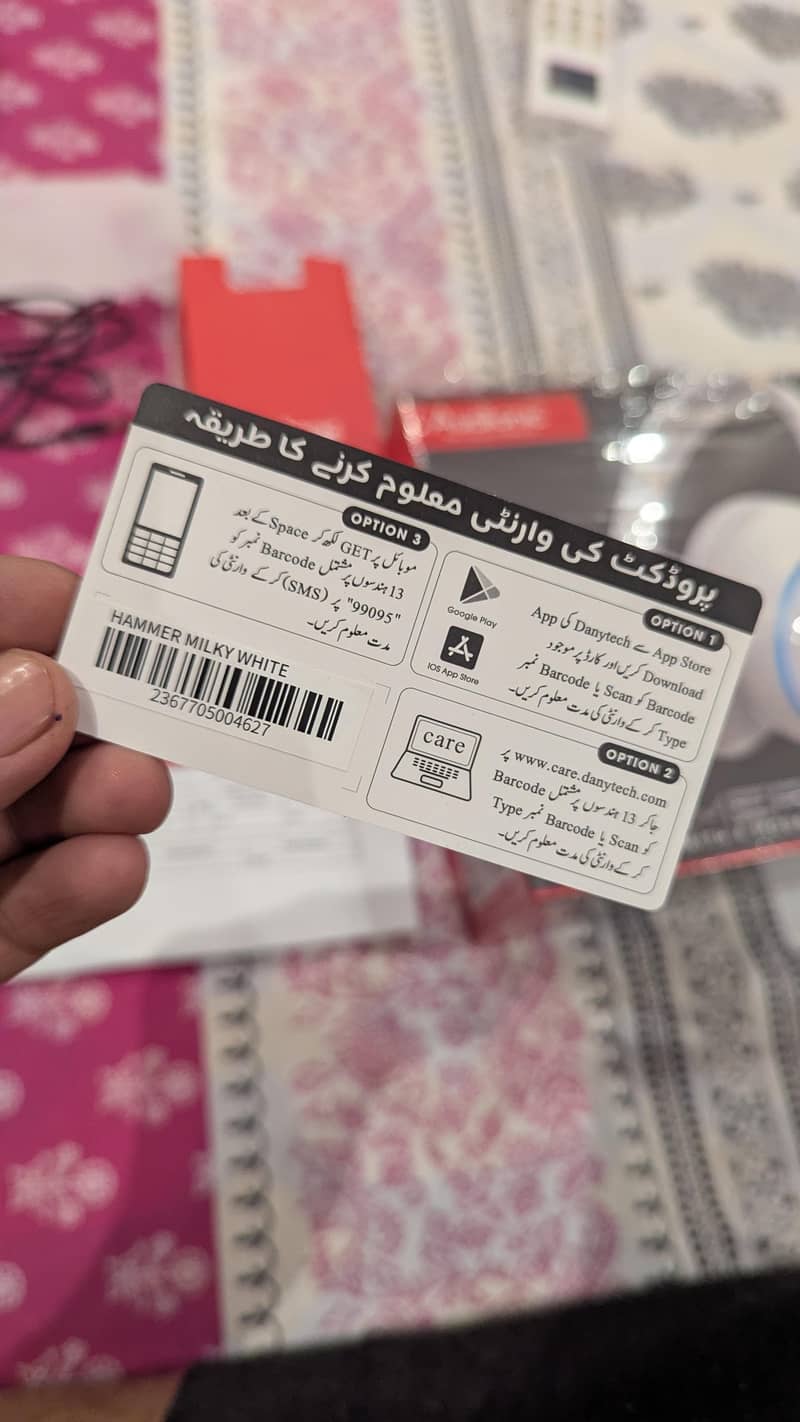 پروڈکٹ کی وارنٹی معلوم کرنے کا طریقہ
OPTION 1
App Store سے Danytech کی App
Download کریں اور کارڈ پر موجود
Barcode کو Scan یا Barcode نمبر
Type کر کے وارنٹی کی مدت معلوم کریں۔
Google Play
IOS App Store
OPTION 2
www.care.danytech.com پر
جا کر 13 ہندسوں پر مشتمل Barcode
کو Scan یا Barcode نمبر Type
کر کے وارنٹی کی مدت معلوم کریں۔
care
OPTION 3
موبائل پر GET لکھ کر Space کے بعد
13 ہندسوں پر مشتمل Barcode نمبر کو
"99095" پر (SMS) کر کے وارنٹی کی
مدت معلوم کریں۔
HAMMER MILKY WHITE
2367705004627
Audionic